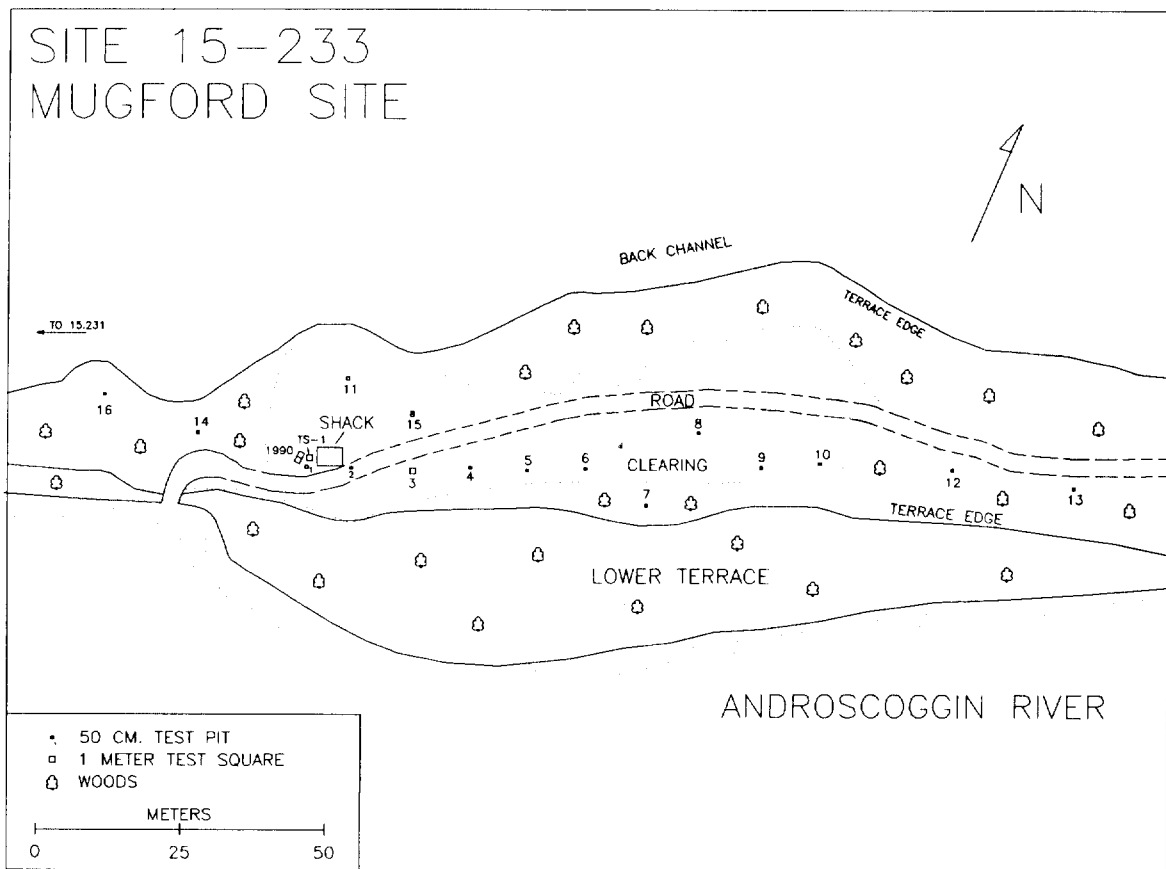 SITE 15-233
MUGFORD SITE
N
BACK CHANNEL
TERRACE EDGE
TO 15.231
16
14
11
15
SHACK
TS-1
1990
1
2
3
4
5
6
7
8
9
10
12
13
ROAD
CLEARING
TERRACE EDGE
LOWER TERRACE
ANDROSCOGGIN RIVER
50 CM. TEST PIT
1 METER TEST SQUARE
WOODS
METERS
0 25 50